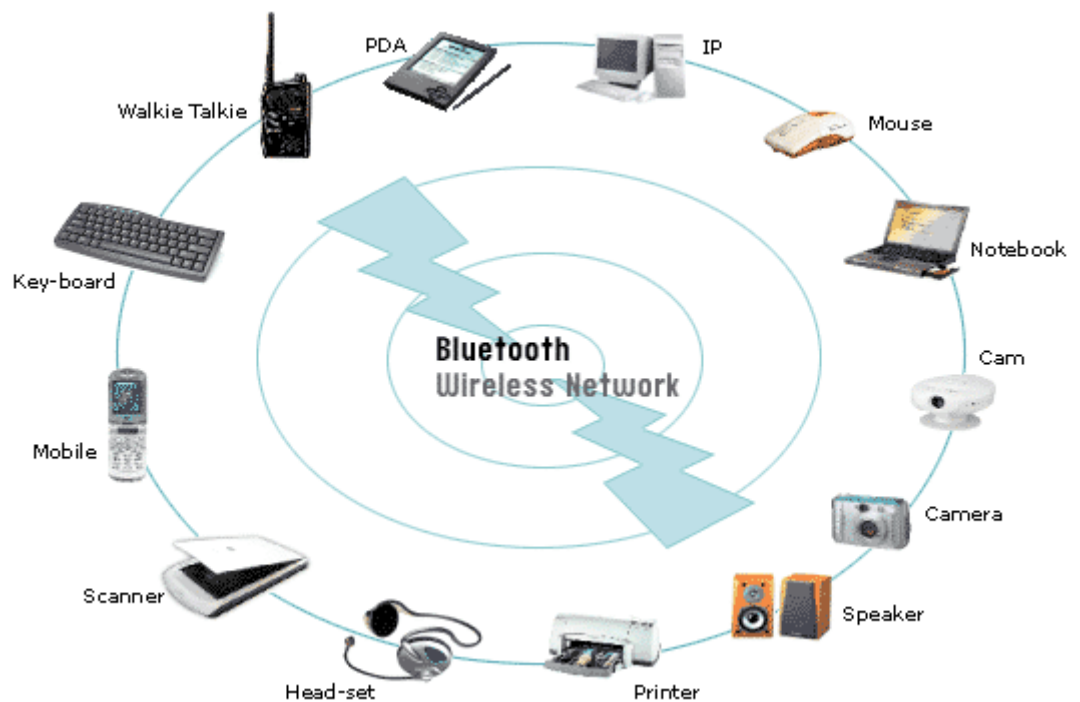 PDA
IP
Walkie Talkie
Mouse
Key-board
Notebook
Bluetooth
Wireless Network
Cam
Mobile
Camera
Scanner
Speaker
Head-set
Printer